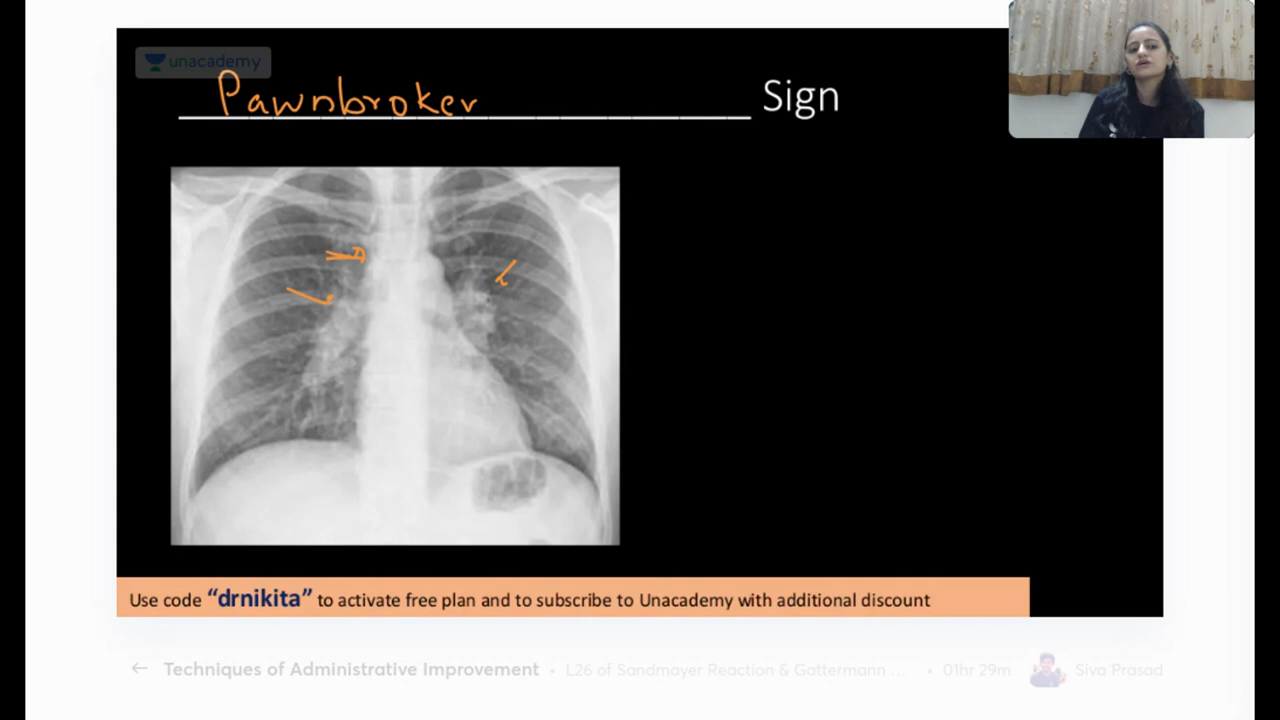 unacademy
Pawnbroker Sign
Use code “drnikita” to activate free plan and to subscribe to Unacademy with additional discount
← Techniques of Administrative Improvement • L26 of Sandmayer Reaction & Gattermann ... • 01hr 29m Siva Prasad